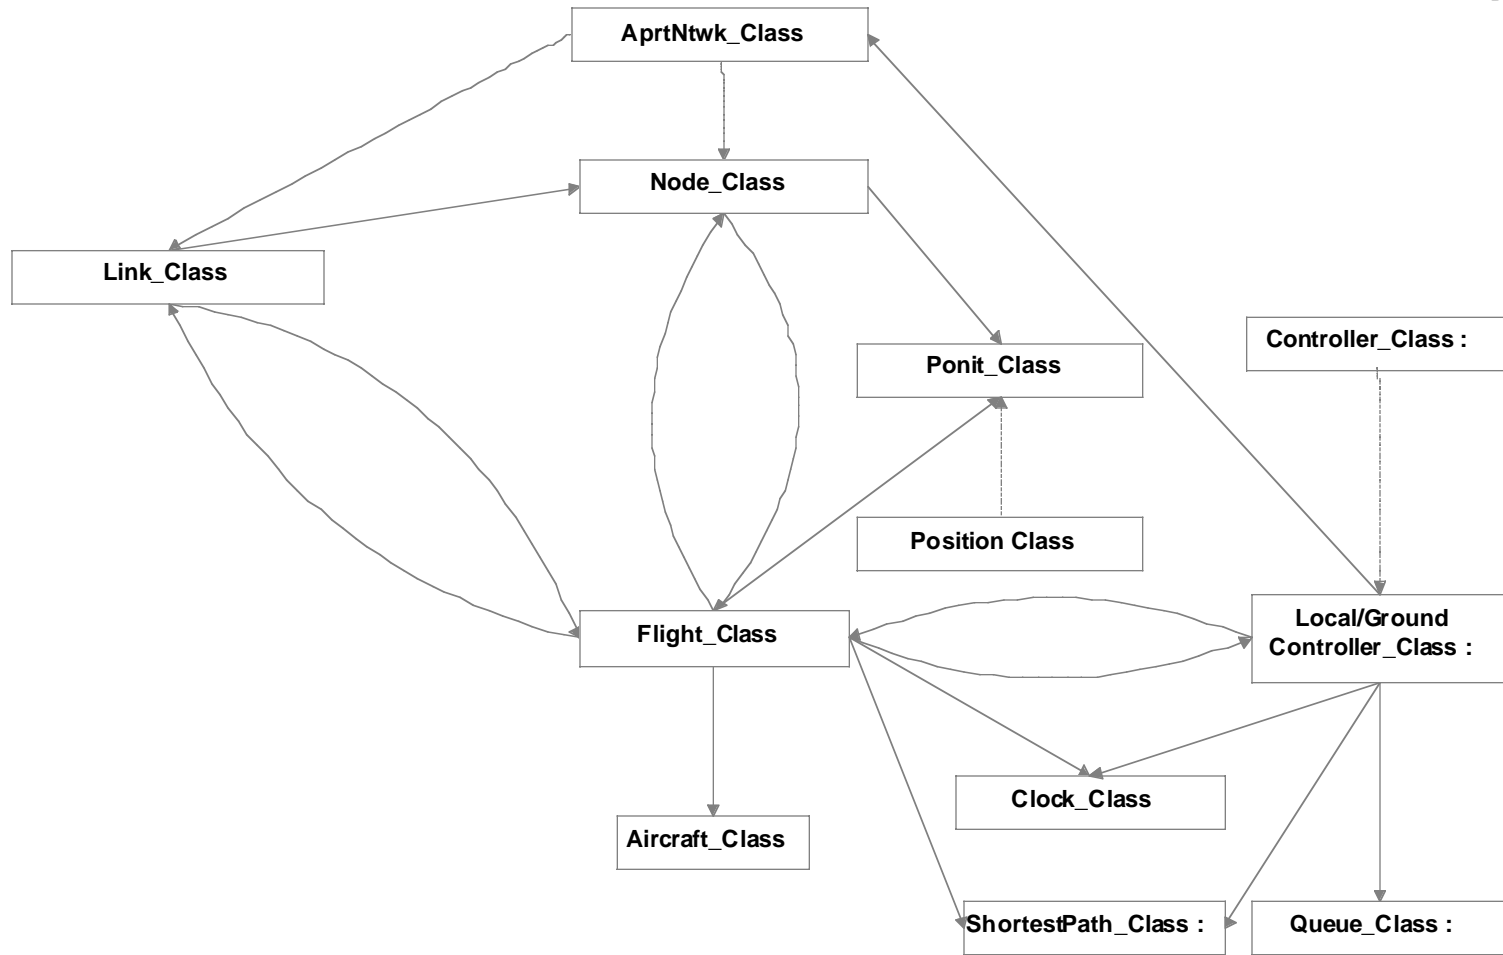 AprtNtwk_Class
Node_Class
Link_Class
Controller_Class :
Ponit_Class
Position Class
Local/Ground
Controller_Class :
Flight_Class
Clock_Class
Aircraft_Class
ShortestPath_Class :
Queue_Class :